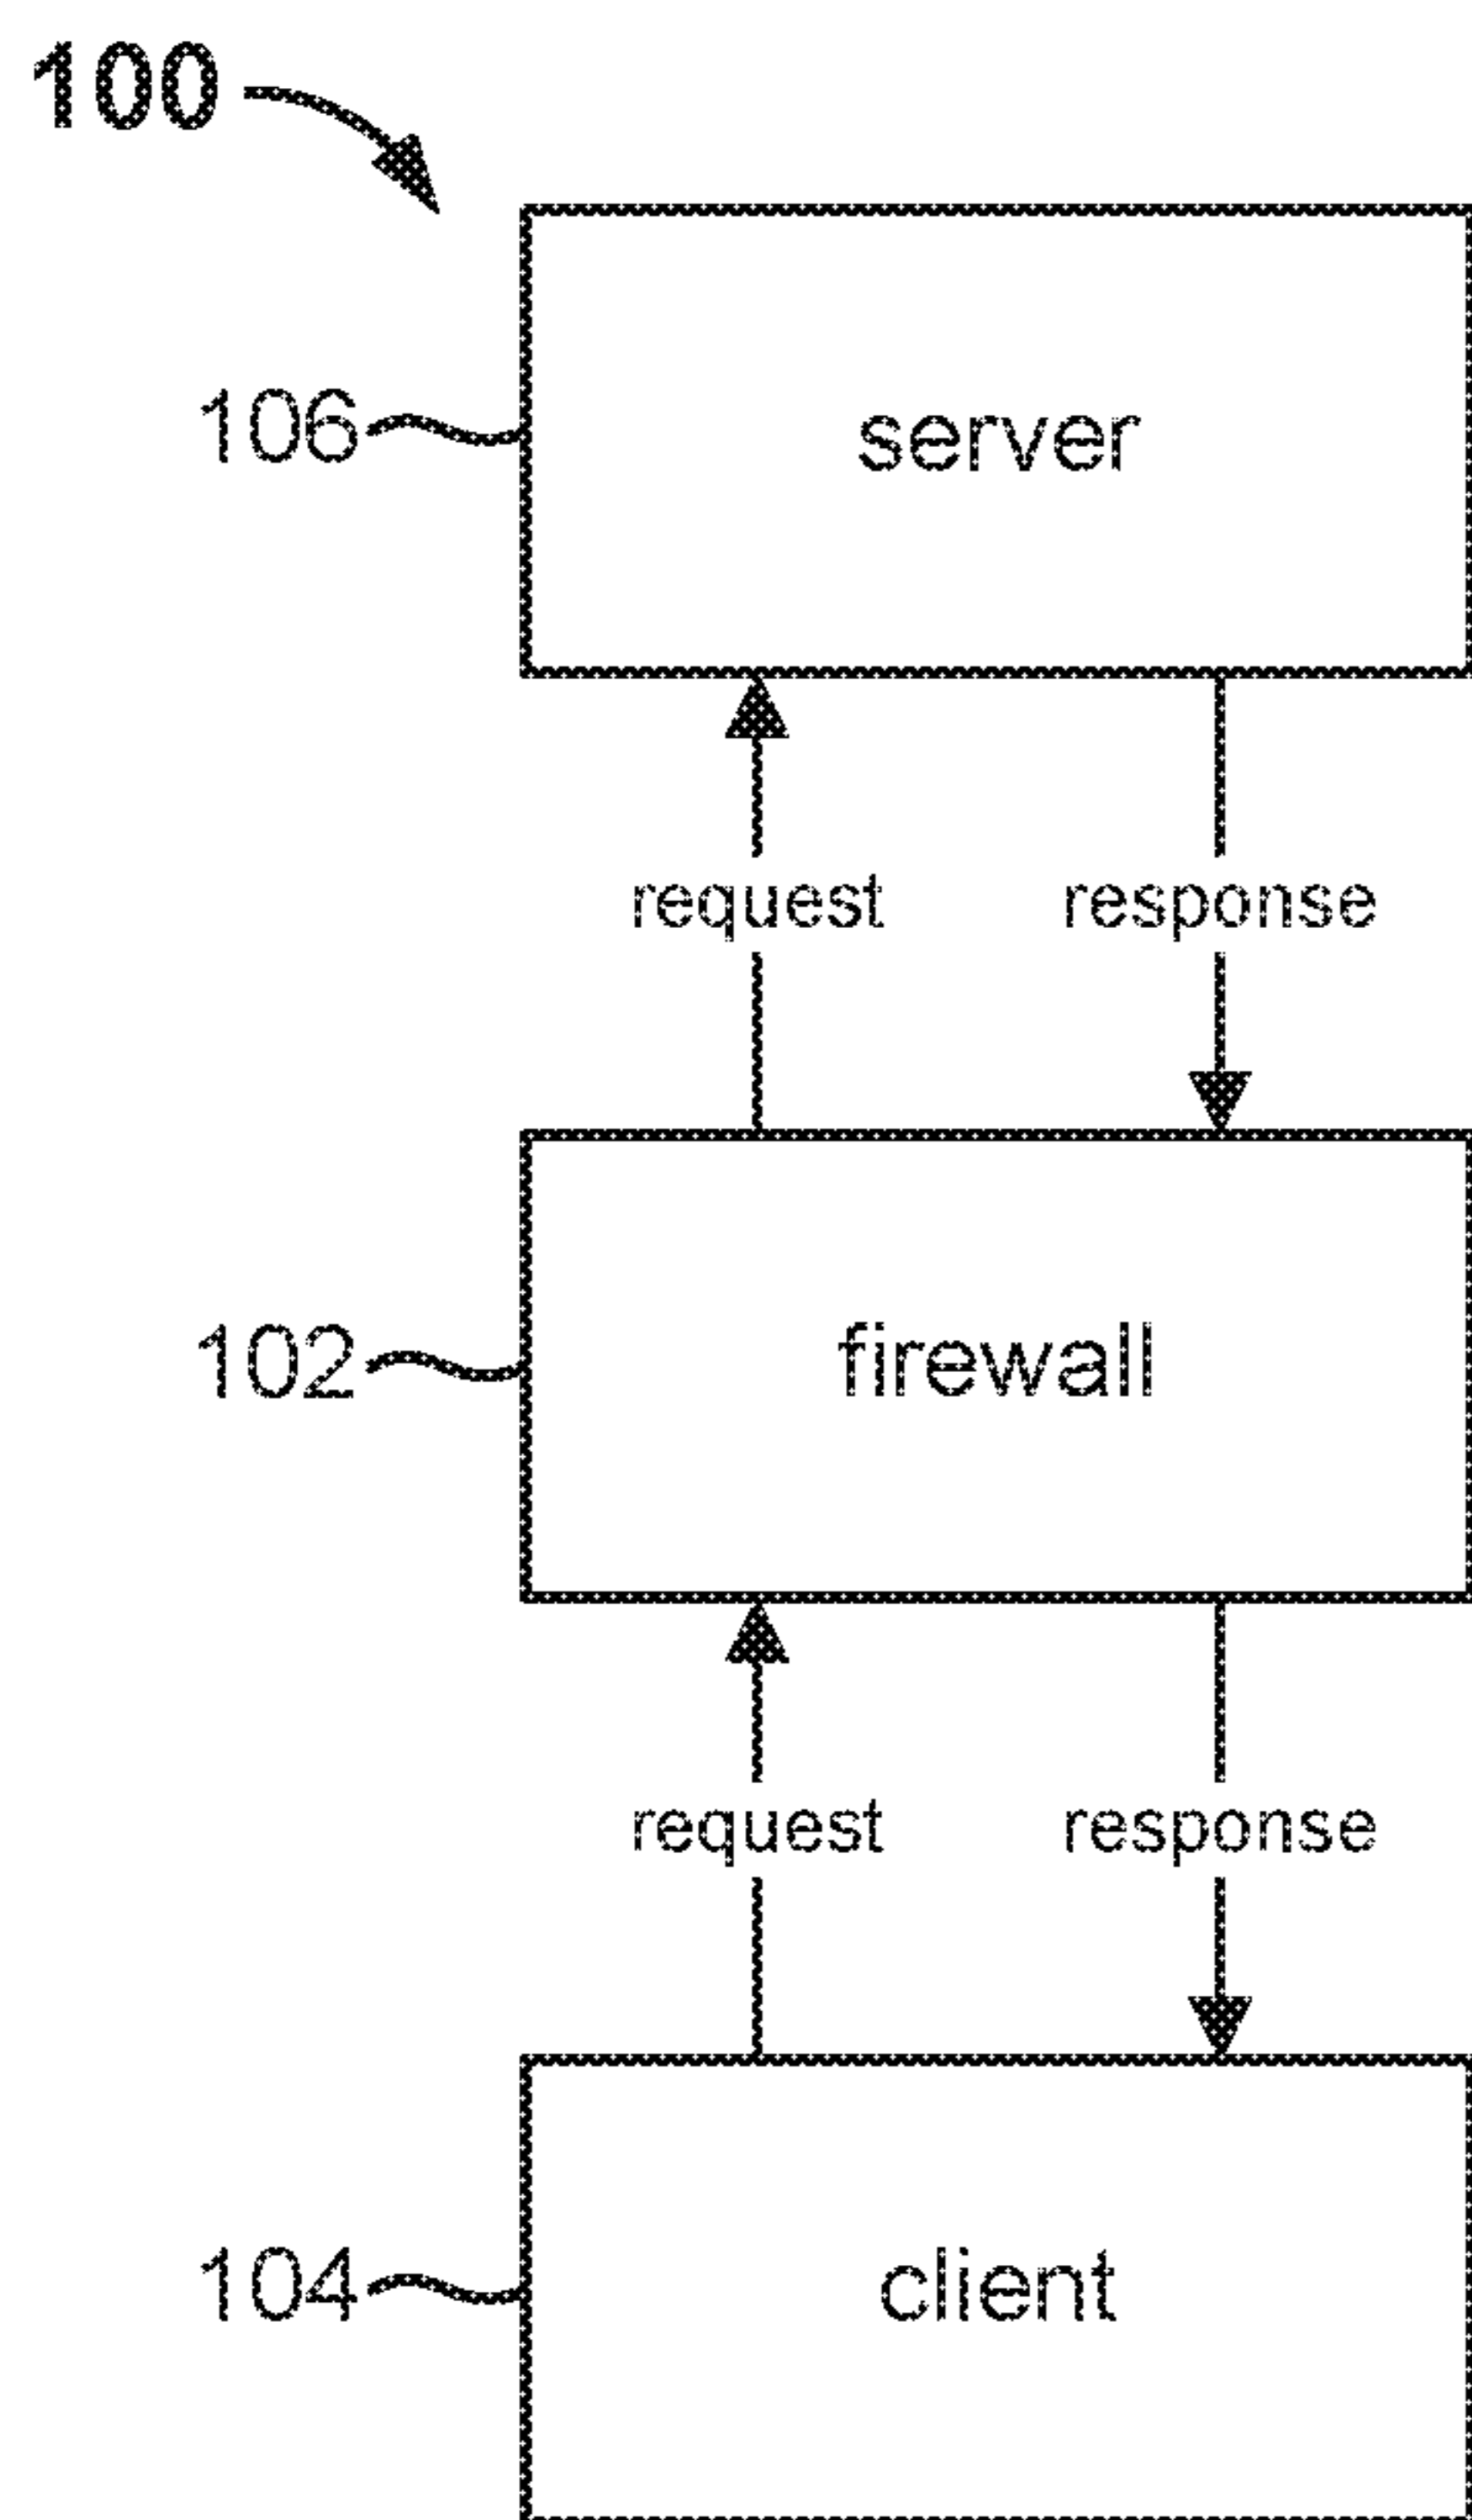 100
106 server
request response
102 firewall
request response
104 client